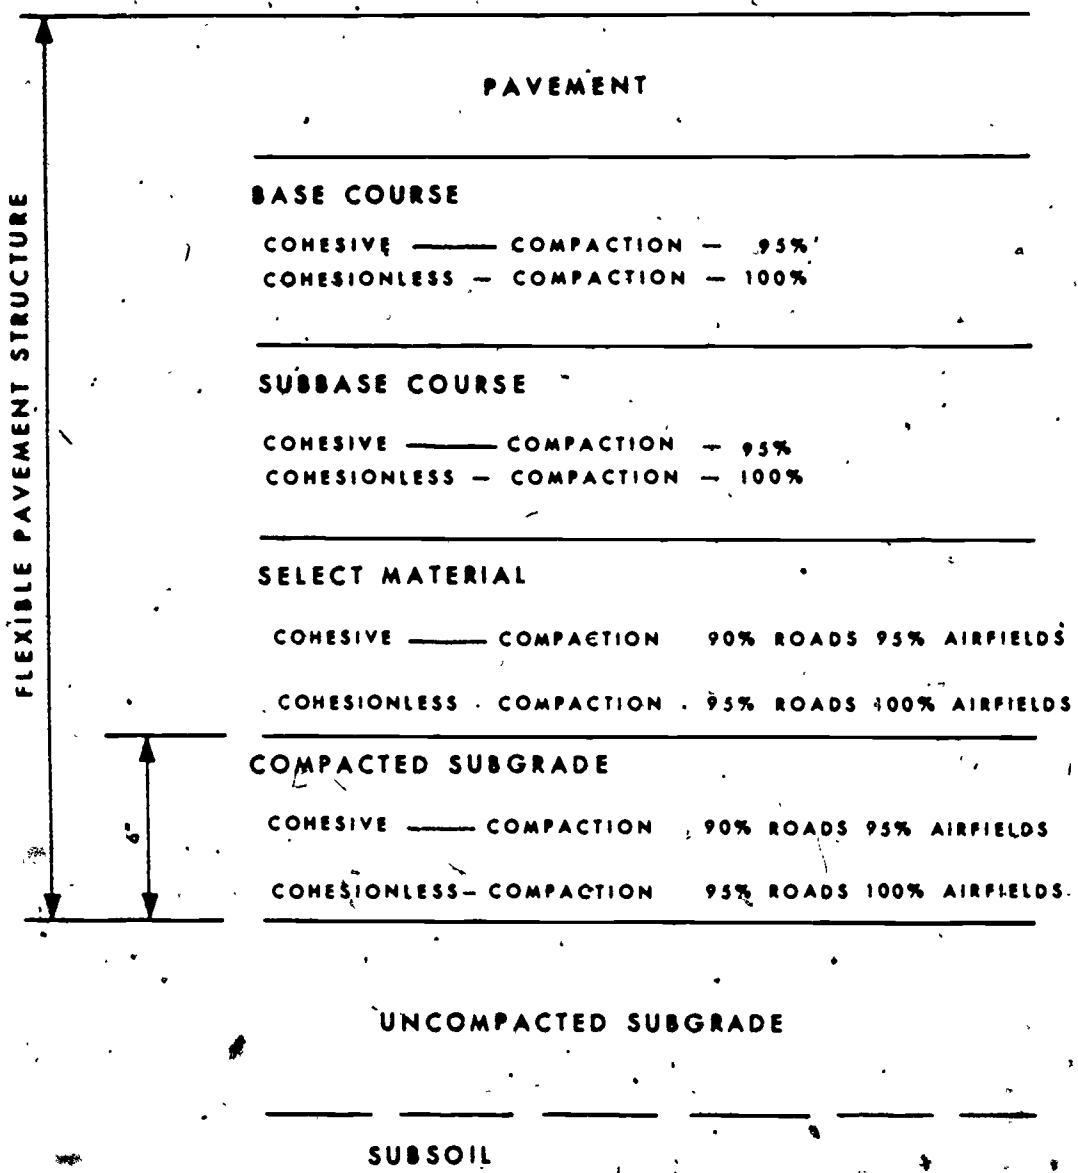 PAVEMENT
BASE COURSE
COHESIVE —— COMPACTION — 95%
COHESIONLESS — COMPACTION — 100%
SUBBASE COURSE
COHESIVE —— COMPACTION — 95%
COHESIONLESS — COMPACTION — 100%
SELECT MATERIAL
COHESIVE —— COMPACTION 90% ROADS 95% AIRFIELDS
COHESIONLESS . COMPACTION . 95% ROADS 100% AIRFIELDS
COMPACTED SUBGRADE
COHESIVE —— COMPACTION 90% ROADS 95% AIRFIELDS
COHESIONLESS — COMPACTION 95% ROADS 100% AIRFIELDS
UNCOMPACTED SUBGRADE
SUBSOIL
FLEXIBLE PAVEMENT STRUCTURE
6"